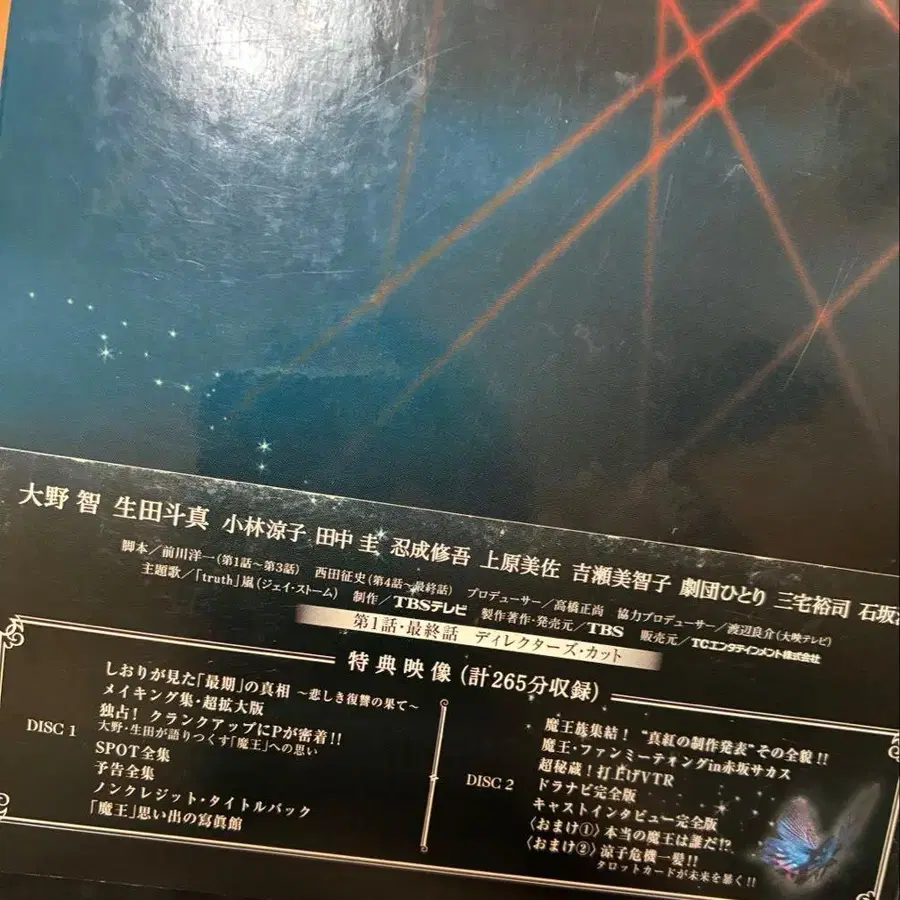 大野 智 生田斗真 小林涼子 田中 圭 忍成修吾 上原美佐 吉瀬美智子 劇団ひとり 三宅裕司 石坂
脚本／前川洋一(第1話～第3話) 西田征史(第4話～最終話) プロデューサー／高橋正尚 協力プロデューサー／渡辺良介(大映テレビ)
主題歌／「truth」嵐(ジェイ・ストーム) 制作／TBSテレビ 製作著作・発売元／TBS 販売元／TCエンタテインメント株式会社
第1話・最終話 ディレクターズ・カット
特典映像(計265分収録)
DISC 1
しおりが見た「最期」の真相 ～悲しき復讐の果て～
メイキング集・超拡大版
独占! クランクアップにPが密着!!
大野・生田が語りつくす「魔王」への思い
SPOT全集
予告全集
ノンクレジット・タイトルバック
「魔王」思い出の寫眞館
DISC 2
魔王族集結! “真紅の制作発表”その全貌!!
魔王・ファンミーティングin赤坂サカス
超秘蔵!打上げVTR
ドラナビ完全版
キャストインタビュー完全版
〈おまけ①〉本当の魔王は誰だ!?
〈おまけ②〉涼子危機一髪!!
タロットカードが未来を暴く!!